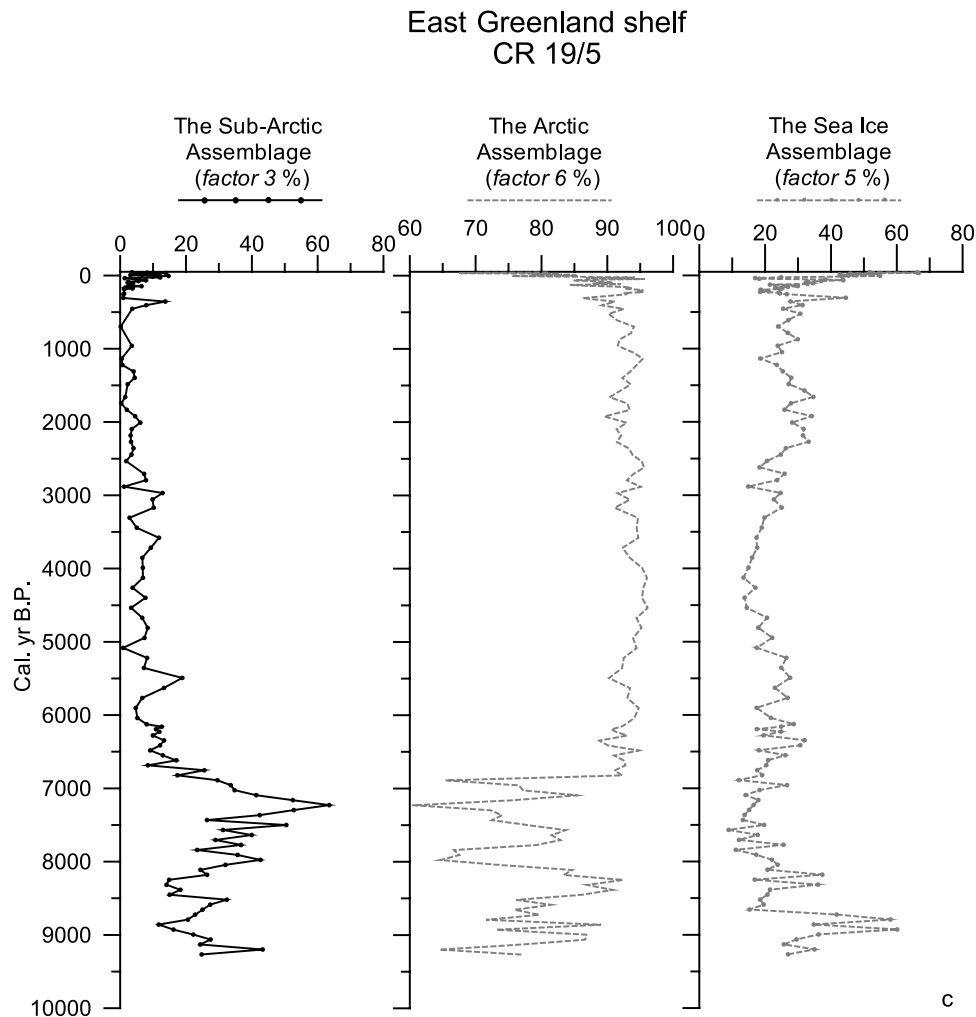 East Greenland shelf
CR 19/5
The Sub-Arctic
Assemblage
(factor 3 %)
The Arctic
Assemblage
(factor 6 %)
The Sea Ice
Assemblage
(factor 5 %)
0 20 40 60 80
60 70 80 90 100
0 20 40 60 80
Cal. yr B.P.
0
1000
2000
3000
4000
5000
6000
7000
8000
9000
10000
c